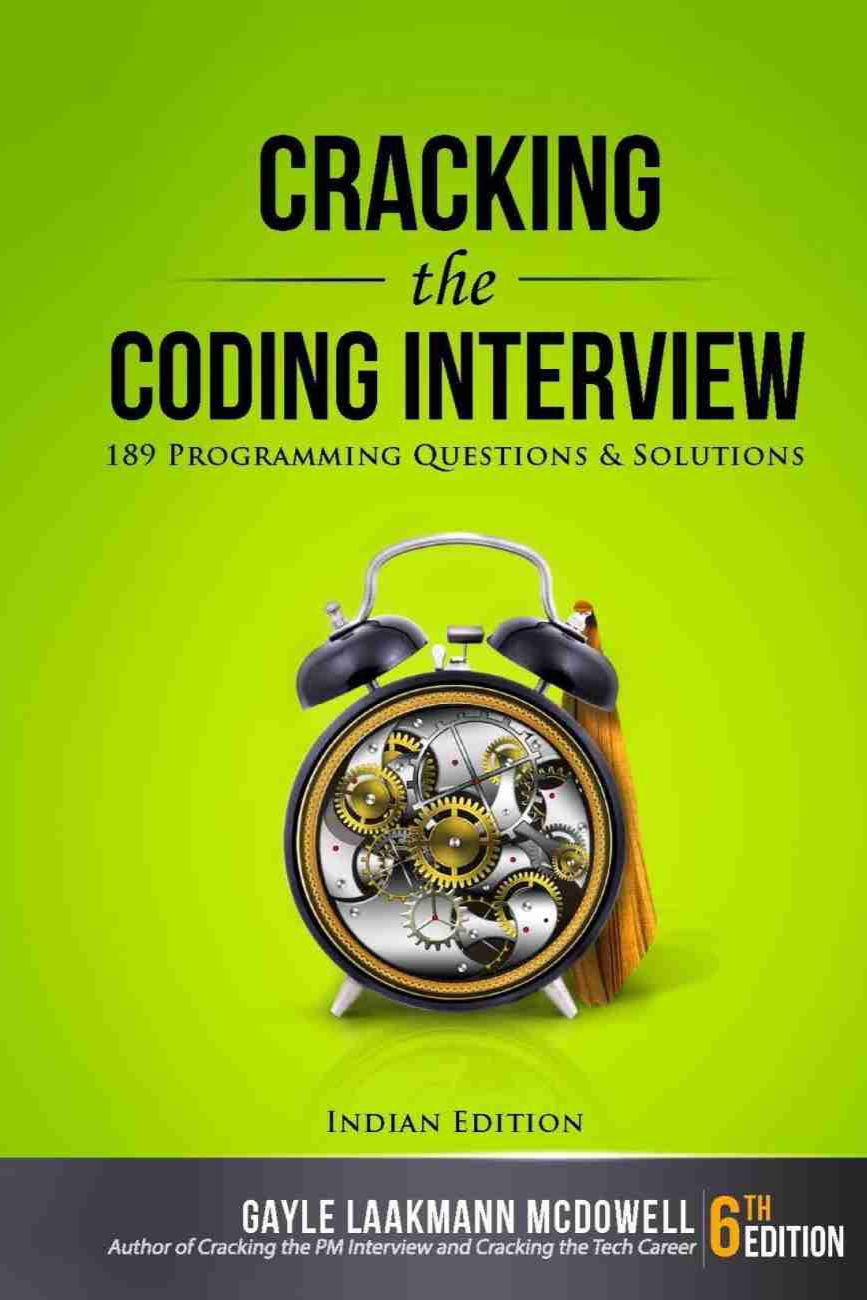 CRACKING
the
CODING INTERVIEW
189 Programming Questions & Solutions
Indian Edition
GAYLE LAAKMANN MCDOWELL
Author of Cracking the PM Interview and Cracking the Tech Career
6TH
EDITION